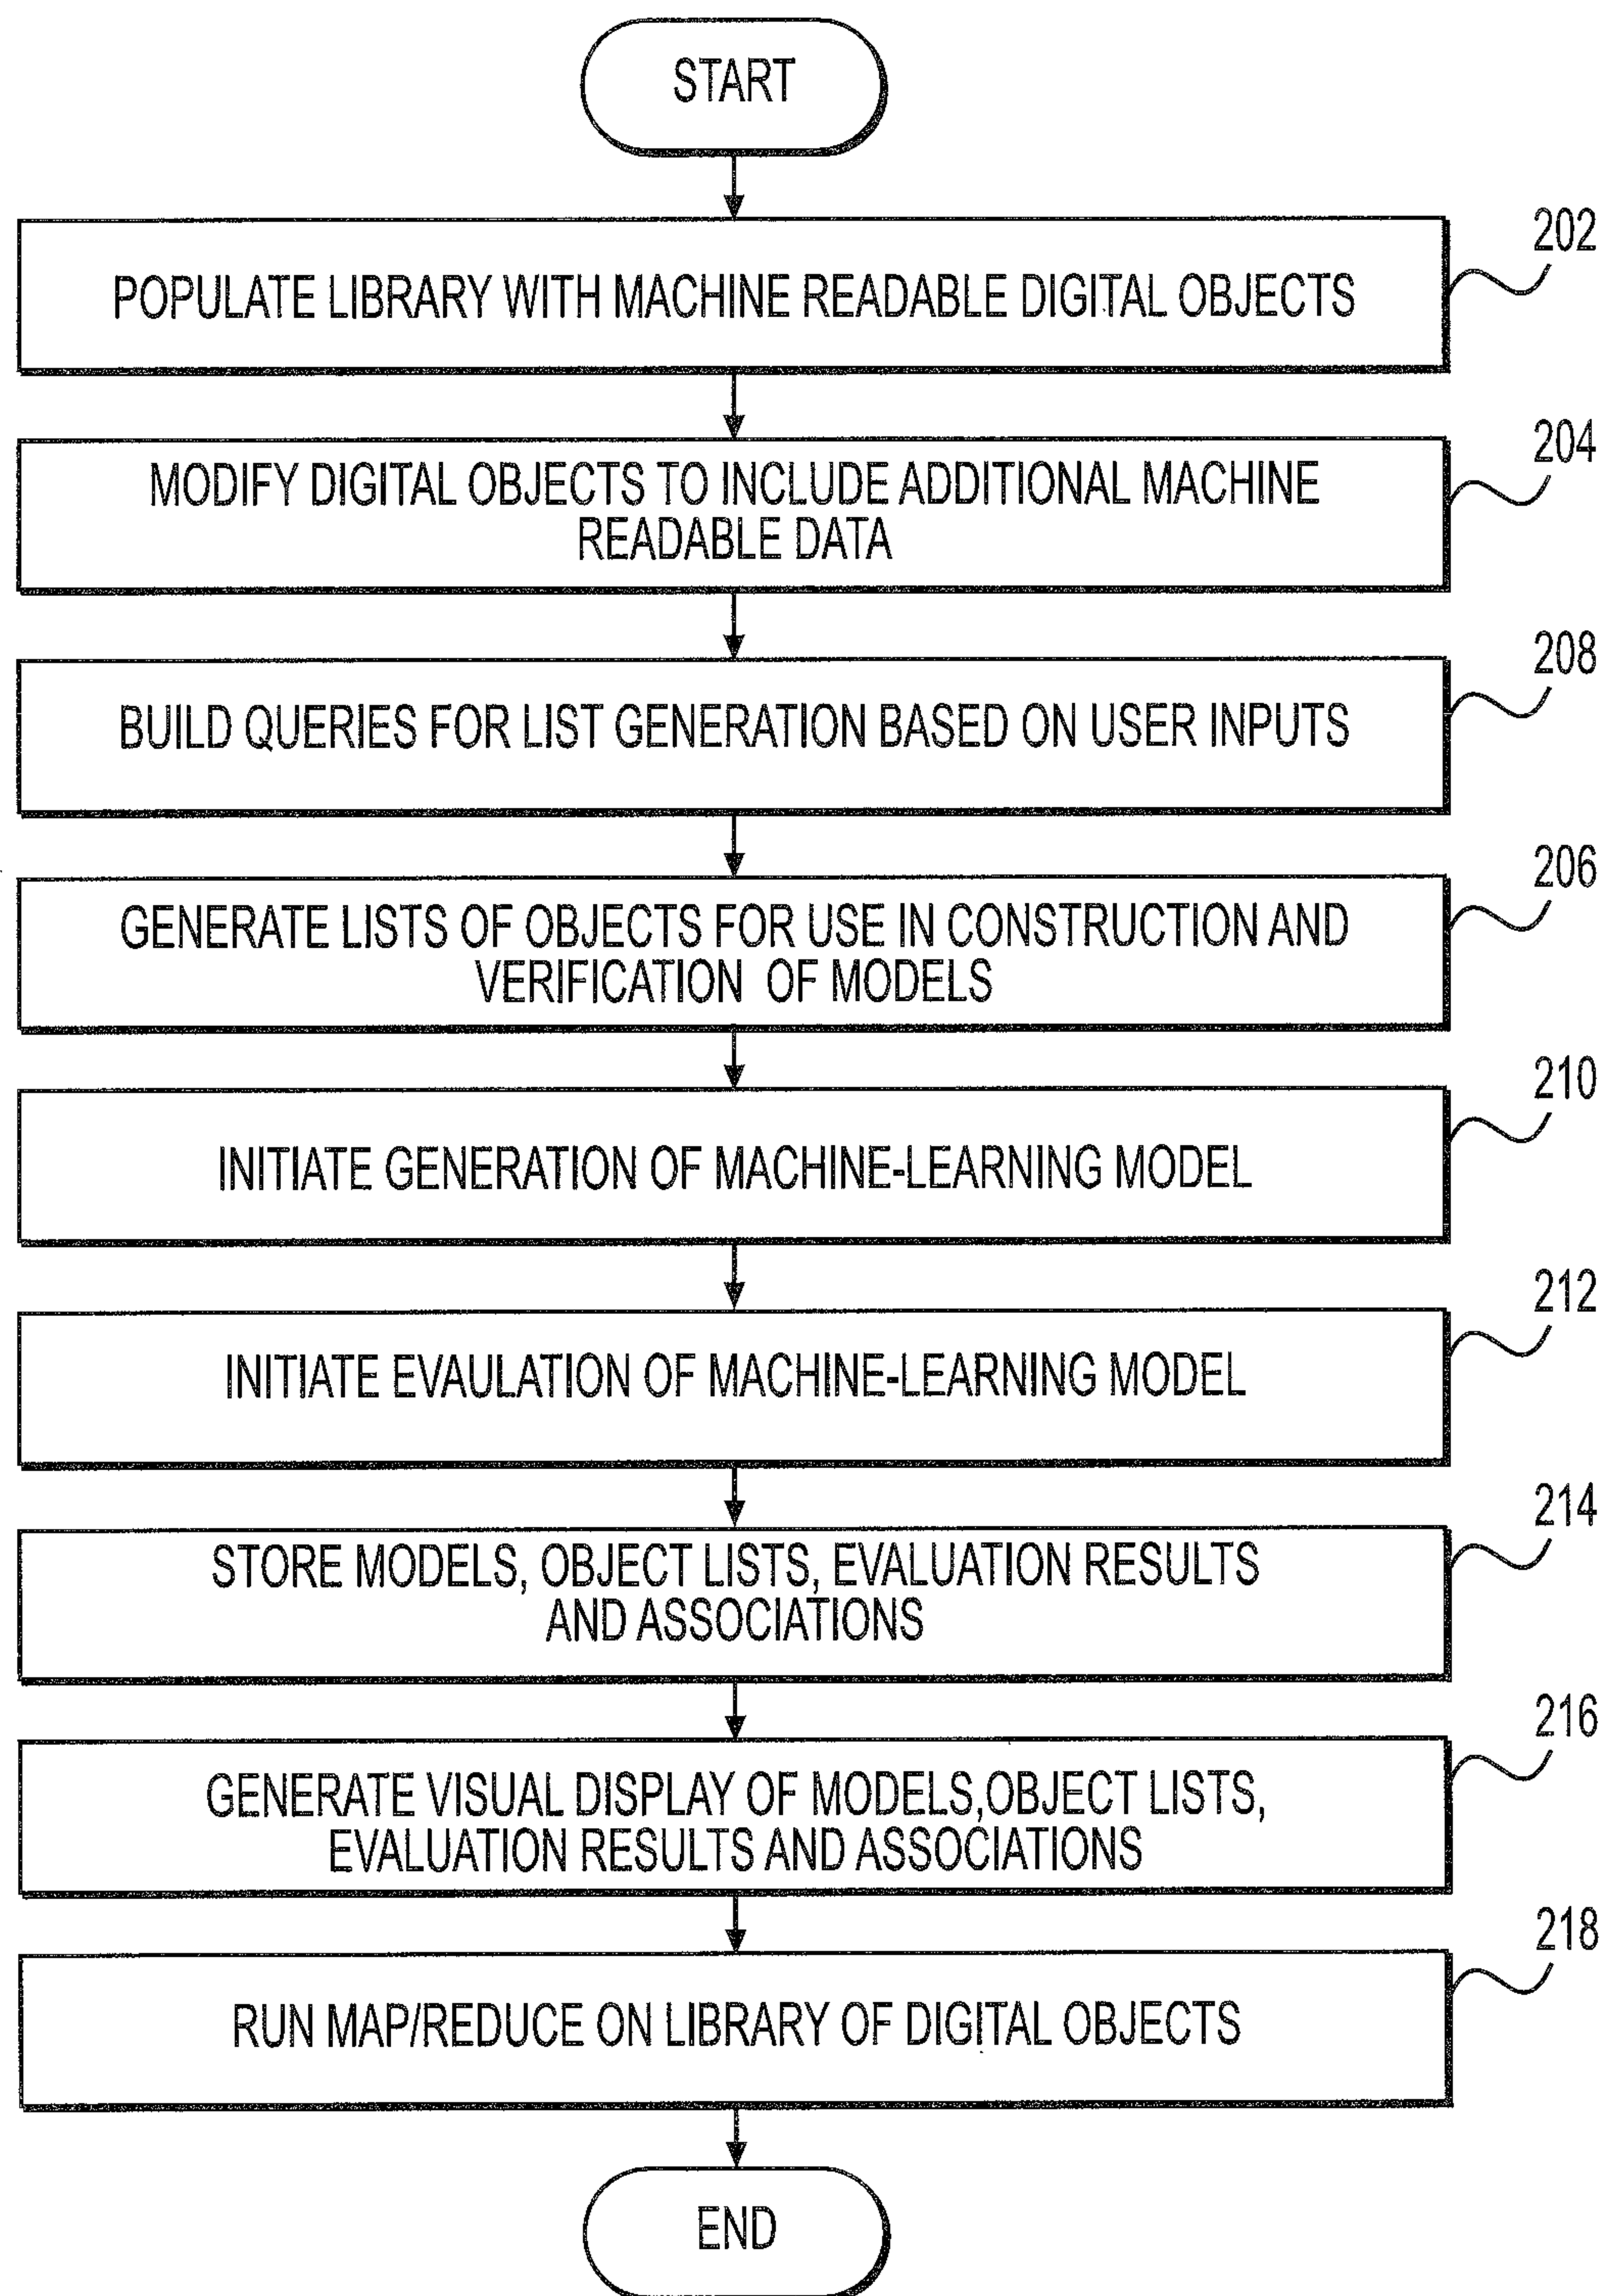 START
202
POPULATE LIBRARY WITH MACHINE READABLE DIGITAL OBJECTS
204
MODIFY DIGITAL OBJECTS TO INCLUDE ADDITIONAL MACHINE
READABLE DATA
208
BUILD QUERIES FOR LIST GENERATION BASED ON USER INPUTS
206
GENERATE LISTS OF OBJECTS FOR USE IN CONSTRUCTION AND
VERIFICATION OF MODELS
210
INITIATE GENERATION OF MACHINE-LEARNING MODEL
212
INITIATE EVAULATION OF MACHINE-LEARNING MODEL
214
STORE MODELS, OBJECT LISTS, EVALUATION RESULTS
AND ASSOCIATIONS
216
GENERATE VISUAL DISPLAY OF MODELS,OBJECT LISTS,
EVALUATION RESULTS AND ASSOCIATIONS
218
RUN MAP/REDUCE ON LIBRARY OF DIGITAL OBJECTS
END